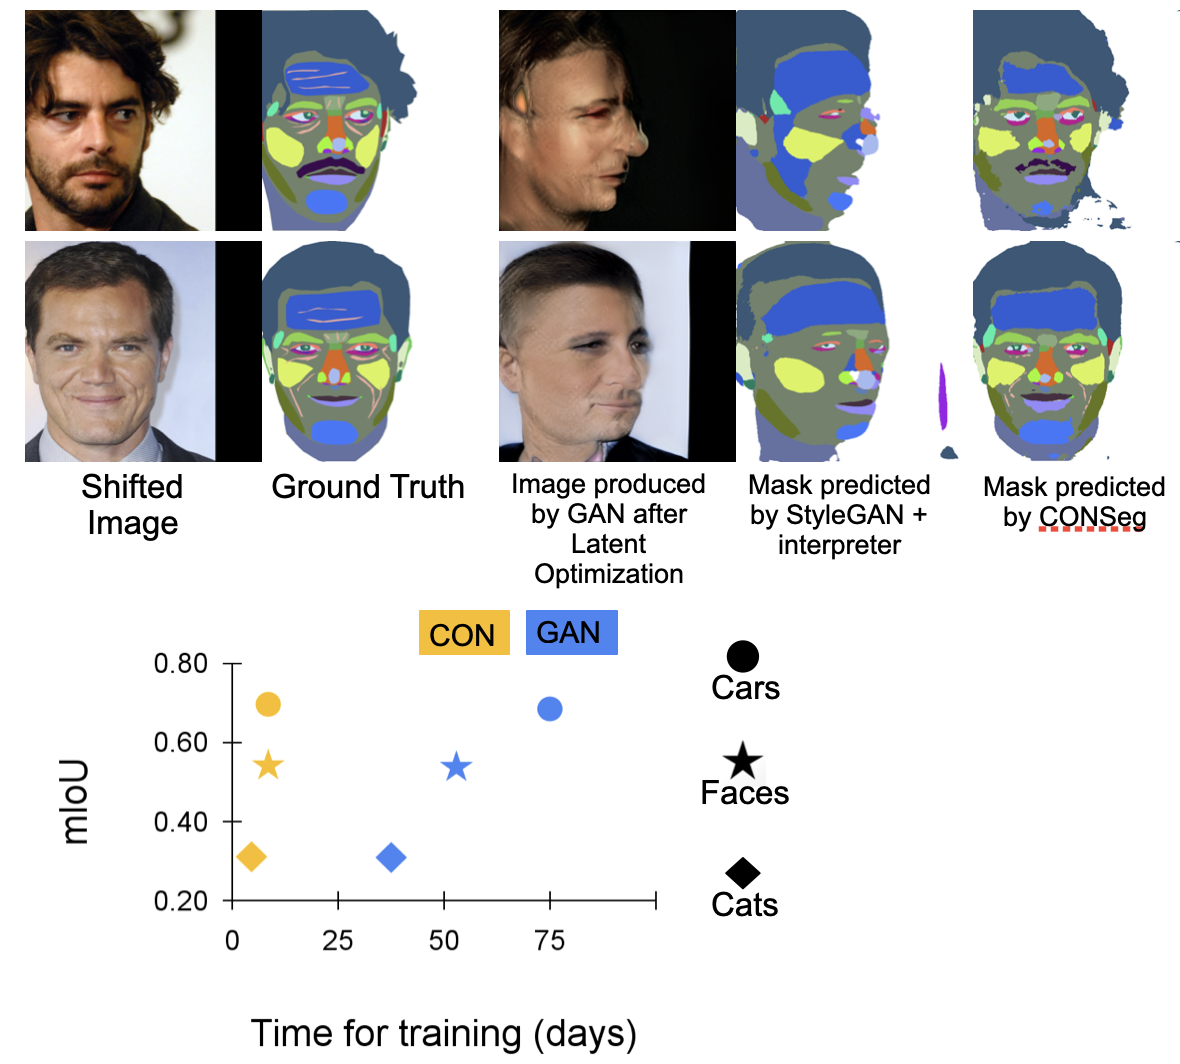 Shifted
Image
Ground Truth
Image produced
by GAN after
Latent
Optimization
Mask predicted
by StyleGAN +
interpreter
Mask predicted
by CONSeg
CON
GAN
0.80
0.60
0.40
0.20
mIoU
0
25
50
75
Time for training (days)
Cars
Faces
Cats